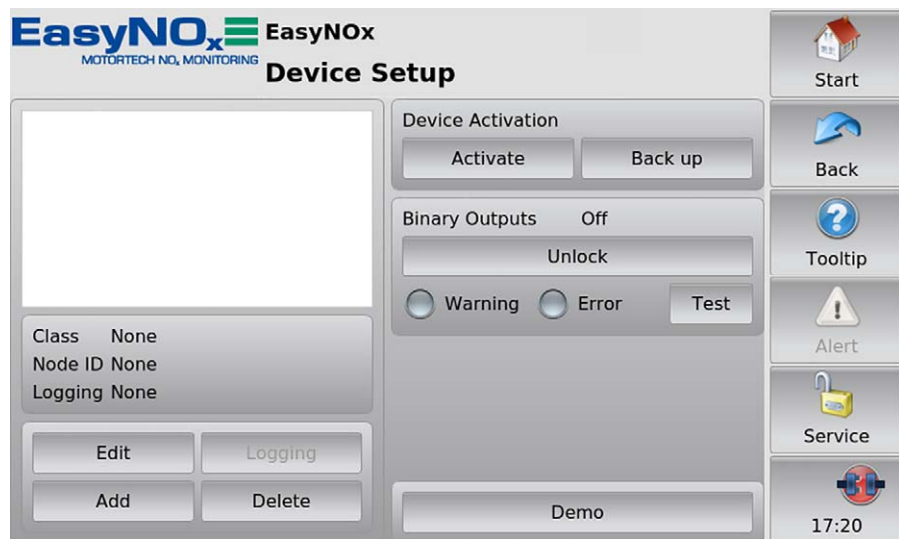 EasyNOx EasyNOx
MOTORTECH NOx MONITORING
Device Setup
Device Activation
Activate Back up
Binary Outputs Off
Unlock
Warning Error Test
Class None
Node ID None
Logging None
Edit Logging
Add Delete
Demo
Start
Back
Tooltip
Alert
Service
17:20